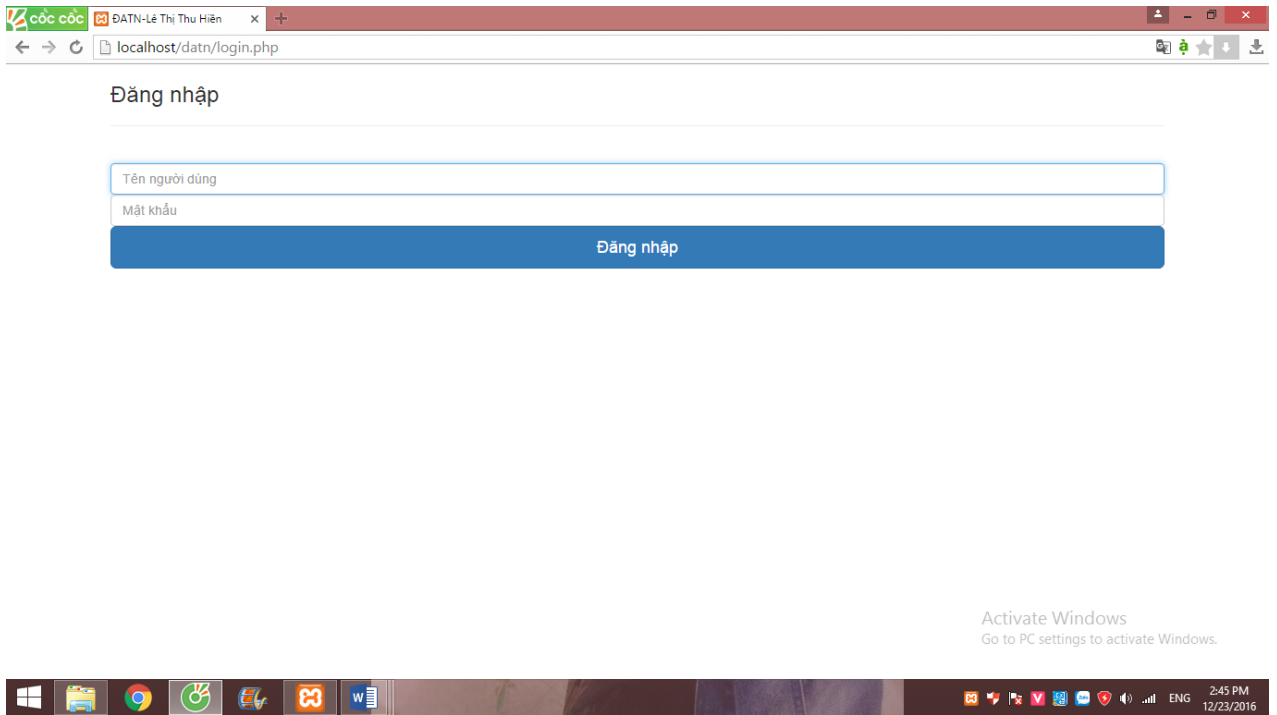 cốc cốc ĐATN-Lê Thị Thu Hiền
localhost/datn/login.php
Đăng nhập
Tên người dùng
Mật khẩu
Đăng nhập
Activate Windows
Go to PC settings to activate Windows.
ENG 2:45 PM
12/23/2016